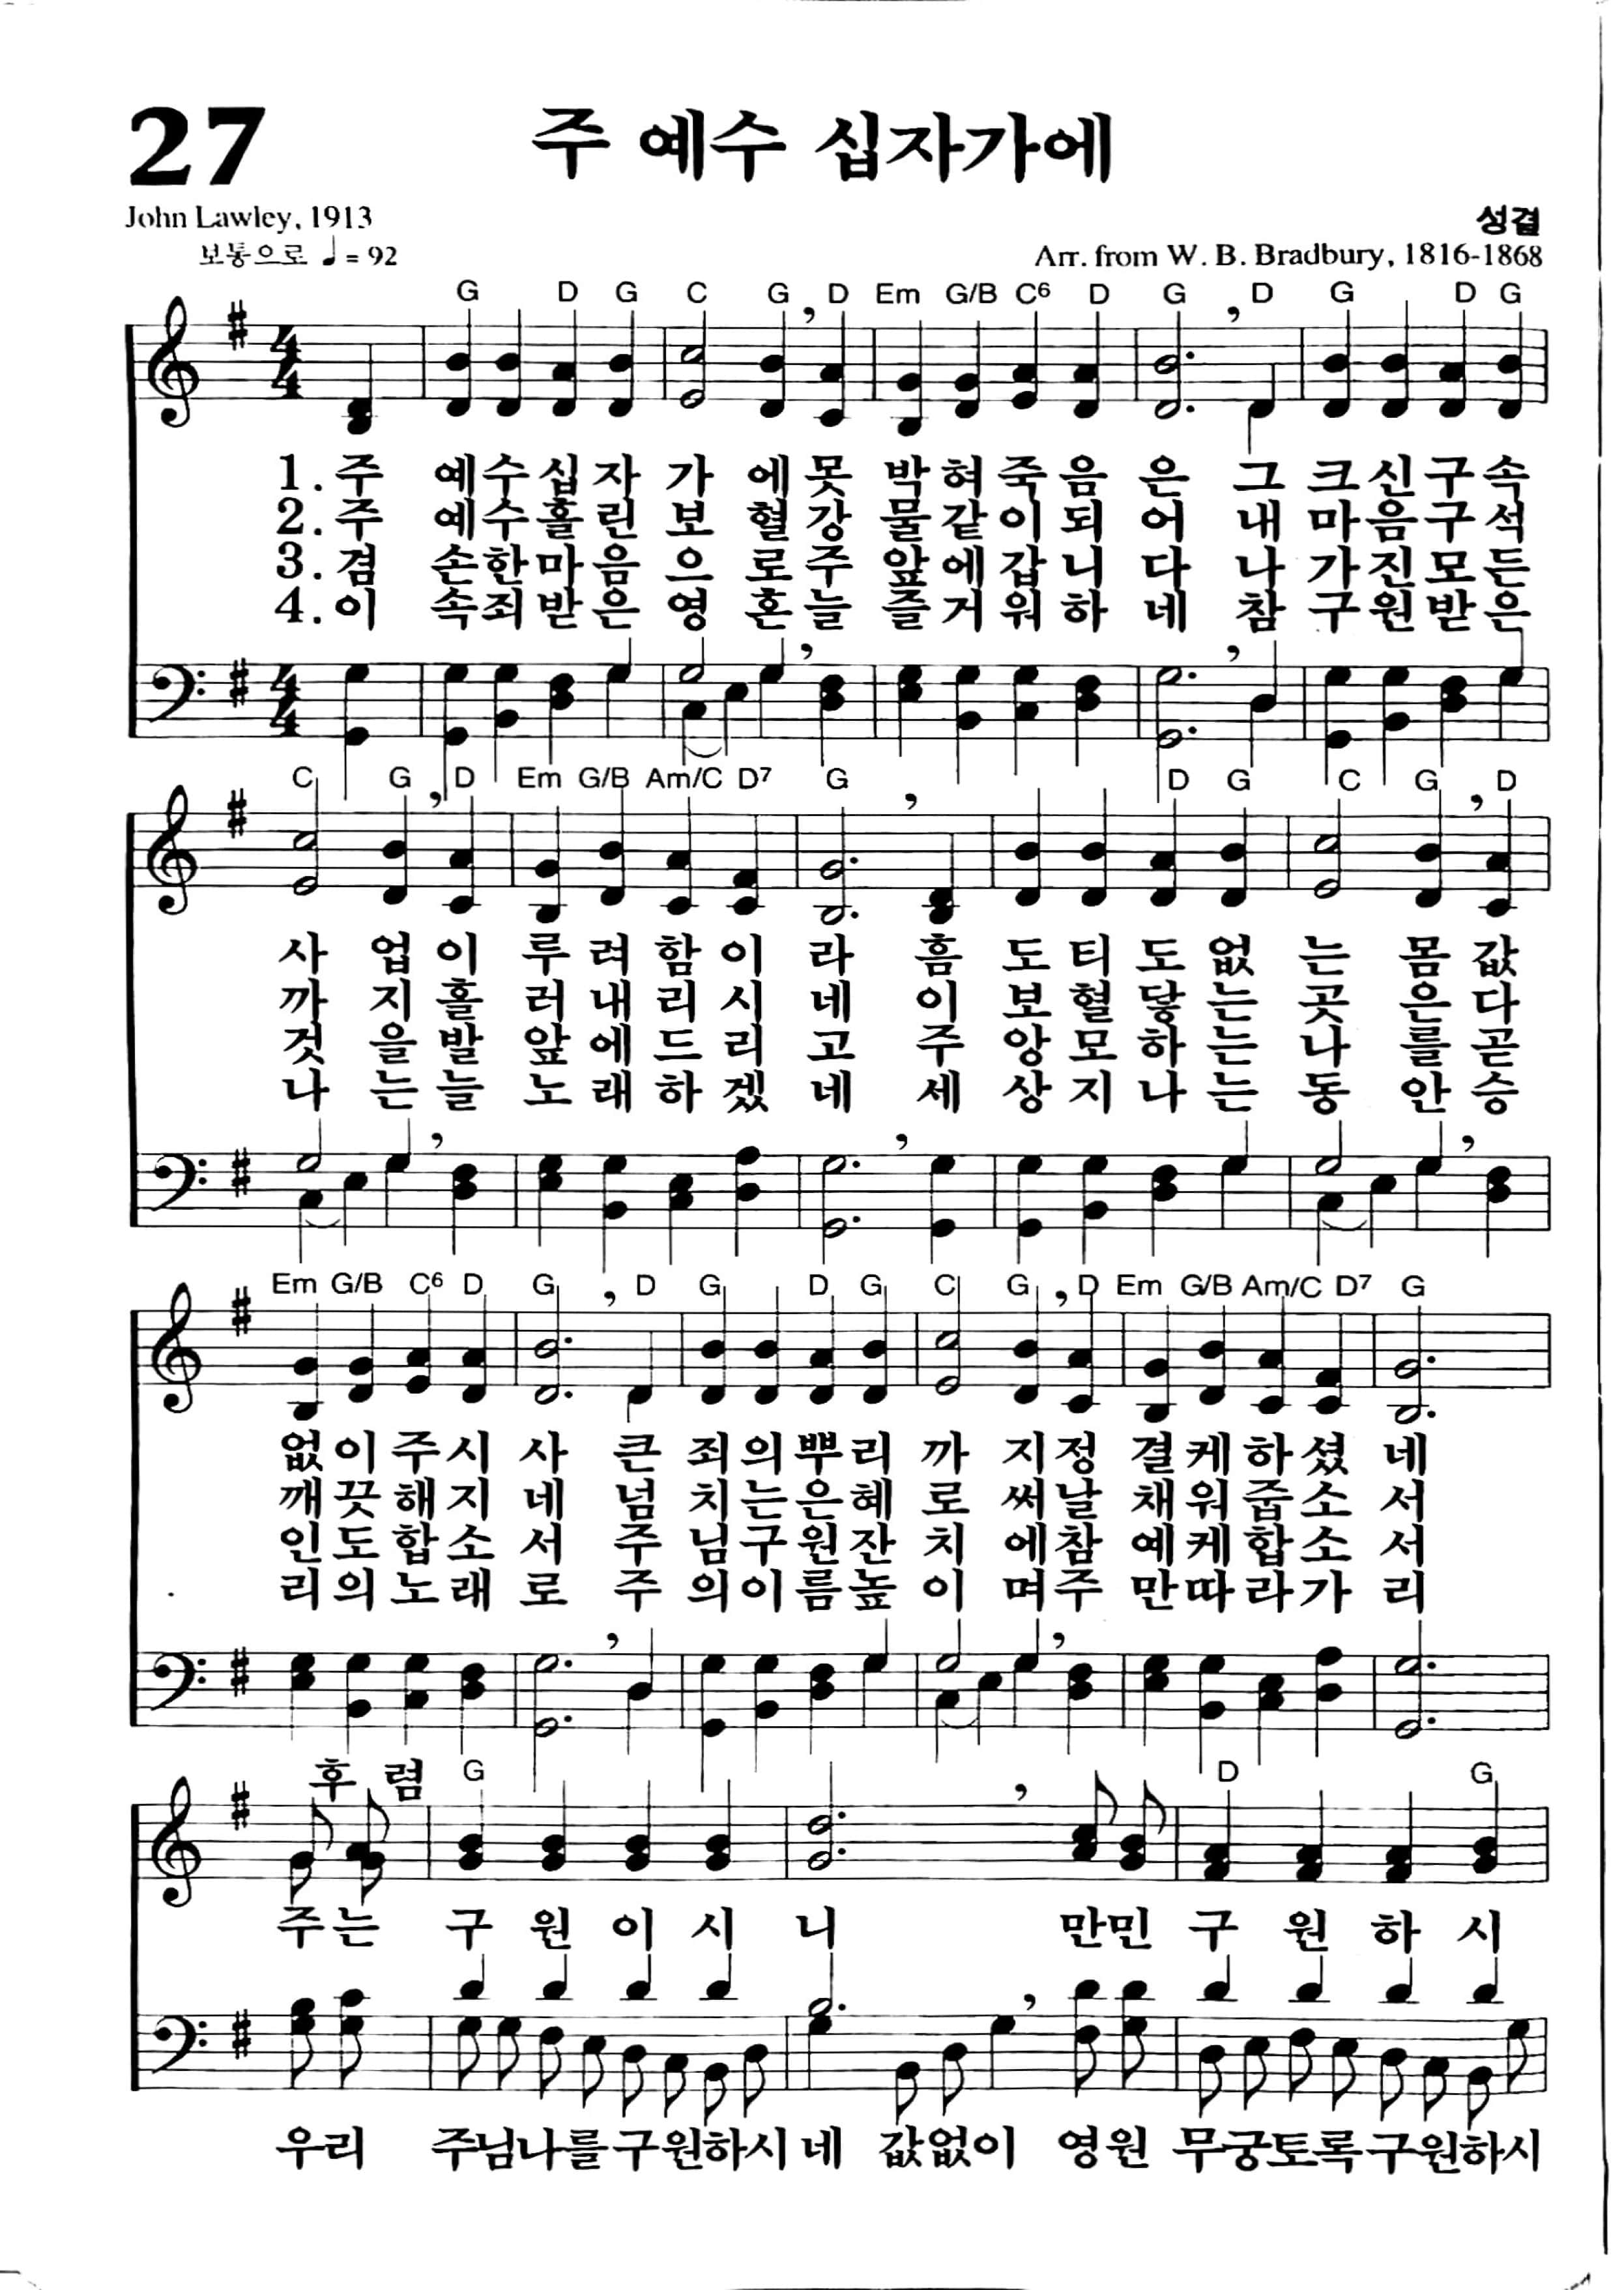 27
주 예수 십자가에
John Lawley, 1913
성결
보통으로 ♩= 92
Arr. from W. B. Bradbury, 1816-1868
G D G C G D Em G/B C6 D G D G D G
1. 주 예수십자 가 에못 박혀죽음 은 그 크신구속
2. 주 예수흘린 보 혈강 물같이되 어 내 마음구석
3. 겸 손한마음 으 로주 앞에갑니 다 나 가진모든
4. 이 속죄받은 영 혼늘 즐거워하 네 참 구원받은
C G D Em G/B Am/C D7 G D G C G D
사 업이 루려함이 라 흠 도티도없 는 몸값
까 지흘 러내리시 네 이 보혈닿는 곳 은다
것 을발 앞에드리 고 주 앙모하는 나 를곧
나 는늘 노래하겠 네 세 상지나는 동 안승
Em G/B C6 D G D G D G C G D Em G/B Am/C D7 G
없이주시 사 큰 죄의뿌리 까 지정 결케하셨 네
깨끗해지 네 넘 치는은혜 로 써날 채워줍소 서
인도합소 서 주 님구원잔 치 에참 예케합소 서
리의노래 로 주 의이름높 이 며주 만따라가 리
후 렴 G D G
주는 구 원 이 시 니 만민 구 원 하 시
우리 주님나를구원하시 네 값없이 영원 무궁토록구원하시